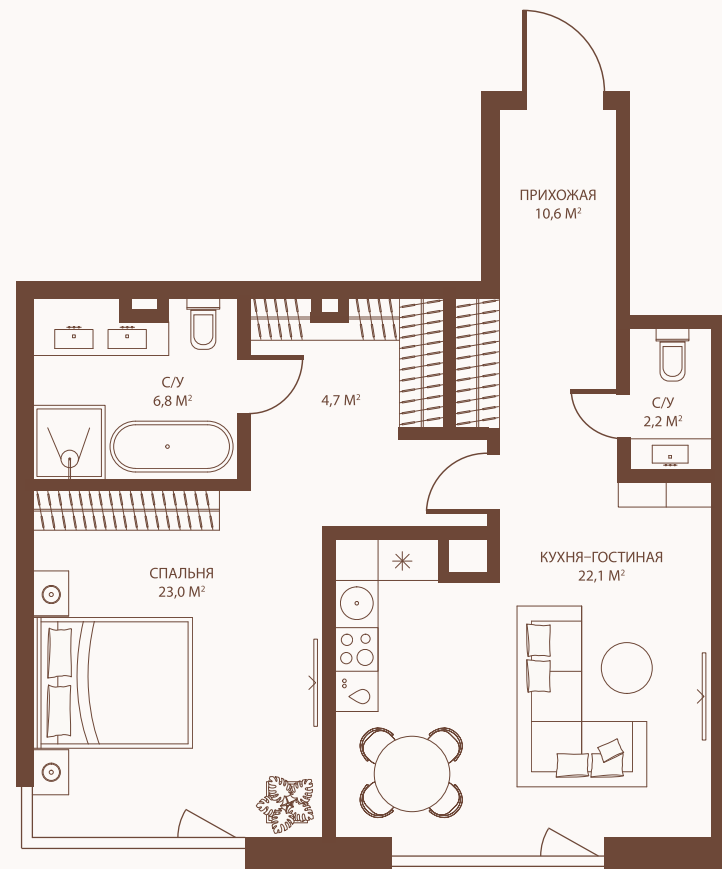 ПРИХОЖАЯ
10,6 М²
С/У
6,8 М²
4,7 М²
С/У
2,2 М²
КУХНЯ–ГОСТИНАЯ
22,1 М²
СПАЛЬНЯ
23,0 М²